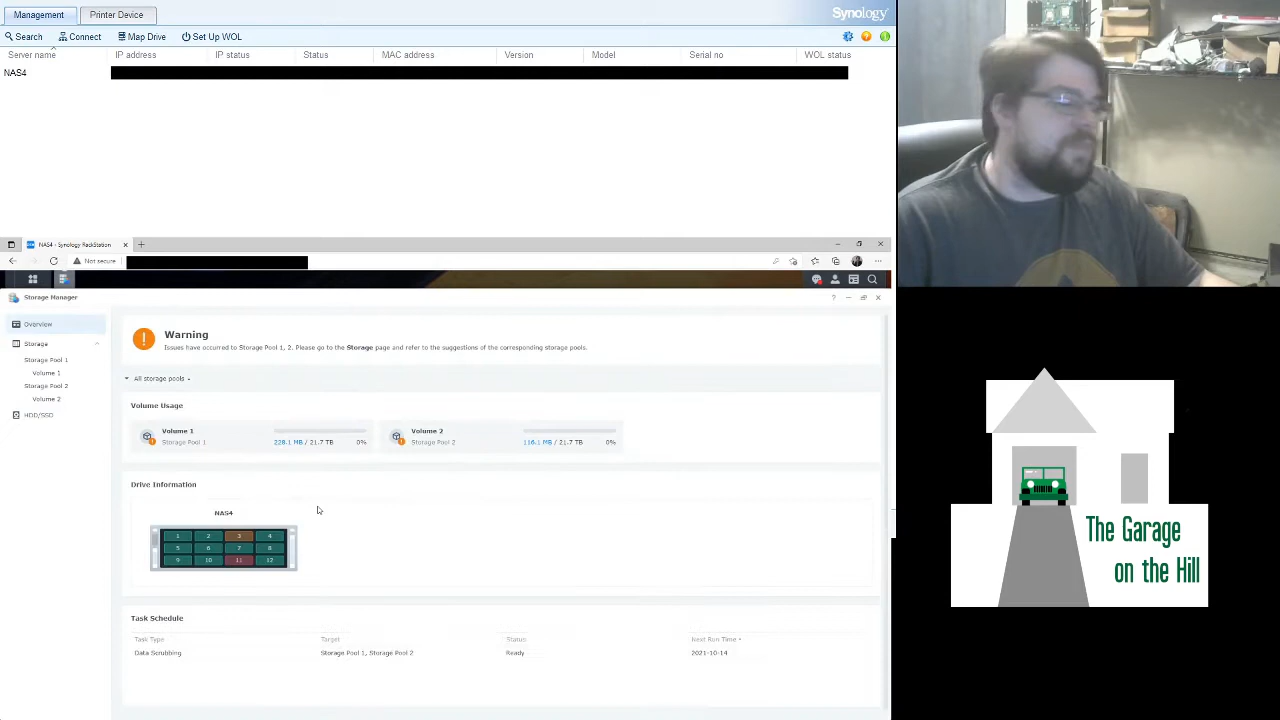 Management Printer Device Synology
Search Connect Map Drive Set Up WOL
Server name IP address IP status Status MAC address Version Model Serial no WOL status
NAS4
NAS4 - Synology RackStation
Not secure
Storage Manager
Overview
Storage
Storage Pool 1
Volume 1
Storage Pool 2
Volume 2
HDD/SSD
Warning
Issues have occurred to Storage Pool 1, 2. Please go to the Storage page and refer to the suggestions of the corresponding storage pools.
All storage pools
Volume Usage
Volume 1
Storage Pool 1 228.1 MB / 21.7 TB 0%
Volume 2
Storage Pool 2 116.1 MB / 21.7 TB 0%
Drive Information
NAS4
1 2 3 4
5 6 7 8
9 10 11 12
Task Schedule
Task Type Target Status Next Run Time
Data Scrubbing Storage Pool 1, Storage Pool 2 Ready 2021-10-14
The Garage
on the Hill